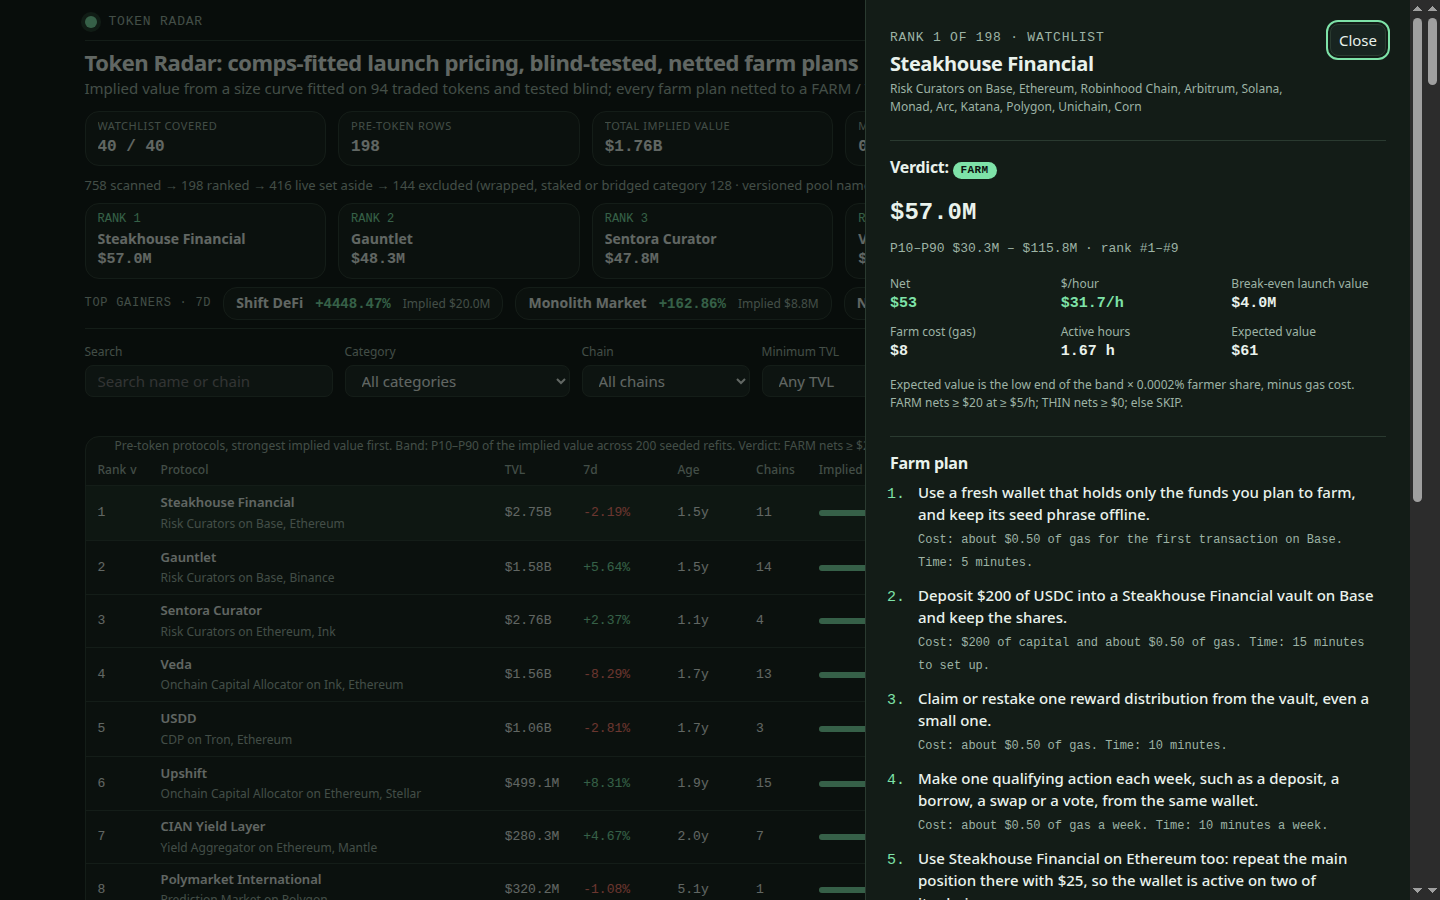 TOKEN RADAR
Token Radar: comps-fitted launch pricing, blind-tested, netted farm plans
Implied value from a size curve fitted on 94 traded tokens and tested blind; every farm plan netted to a FARM /
WATCHLIST COVERED
40 / 40
PRE-TOKEN ROWS
198
TOTAL IMPLIED VALUE
$1.76B
758 scanned → 198 ranked → 416 live set aside → 144 excluded (wrapped, staked or bridged category 128 · versioned pool name
RANK 1
Steakhouse Financial
$57.0M
RANK 2
Gauntlet
$48.3M
RANK 3
Sentora Curator
$47.8M
TOP GAINERS · 7D
Shift DeFi +4448.47% Implied $20.0M
Monolith Market +162.86% Implied $8.8M
Search
Category
Chain
Minimum TVL
Search name or chain
All categories
All chains
Any TVL
Pre-token protocols, strongest implied value first. Band: P10–P90 of the implied value across 200 seeded refits. Verdict: FARM nets ≥
Rank v Protocol TVL 7d Age Chains Implied
1 Steakhouse Financial $2.75B -2.19% 1.5y 11
Risk Curators on Base, Ethereum
2 Gauntlet $1.58B +5.64% 1.5y 14
Risk Curators on Base, Binance
3 Sentora Curator $2.76B +2.37% 1.1y 4
Risk Curators on Ethereum, Ink
4 Veda $1.56B -8.29% 1.7y 13
Onchain Capital Allocator on Ink, Ethereum
5 USDD $1.06B -2.81% 1.7y 3
CDP on Tron, Ethereum
6 Upshift $499.1M +8.31% 1.9y 15
Onchain Capital Allocator on Ethereum, Stellar
7 CIAN Yield Layer $280.3M +4.67% 2.0y 7
Yield Aggregator on Ethereum, Mantle
8 Polymarket International $320.2M -1.08% 5.1y 1
Prediction Market on Polygon
RANK 1 OF 198 · WATCHLIST
Close
Steakhouse Financial
Risk Curators on Base, Ethereum, Robinhood Chain, Arbitrum, Solana,
Monad, Arc, Katana, Polygon, Unichain, Corn
Verdict: FARM
$57.0M
P10–P90 $30.3M – $115.8M · rank #1–#9
Net
$53
$/hour
$31.7/h
Break-even launch value
$4.0M
Farm cost (gas)
$8
Active hours
1.67 h
Expected value
$61
Expected value is the low end of the band × 0.0002% farmer share, minus gas cost.
FARM nets ≥ $20 at ≥ $5/h; THIN nets ≥ $0; else SKIP.
Farm plan
1. Use a fresh wallet that holds only the funds you plan to farm,
and keep its seed phrase offline.
Cost: about $0.50 of gas for the first transaction on Base.
Time: 5 minutes.
2. Deposit $200 of USDC into a Steakhouse Financial vault on Base
and keep the shares.
Cost: $200 of capital and about $0.50 of gas. Time: 15 minutes
to set up.
3. Claim or restake one reward distribution from the vault, even a
small one.
Cost: about $0.50 of gas. Time: 10 minutes.
4. Make one qualifying action each week, such as a deposit, a
borrow, a swap or a vote, from the same wallet.
Cost: about $0.50 of gas a week. Time: 10 minutes a week.
5. Use Steakhouse Financial on Ethereum too: repeat the main
position there with $25, so the wallet is active on two of